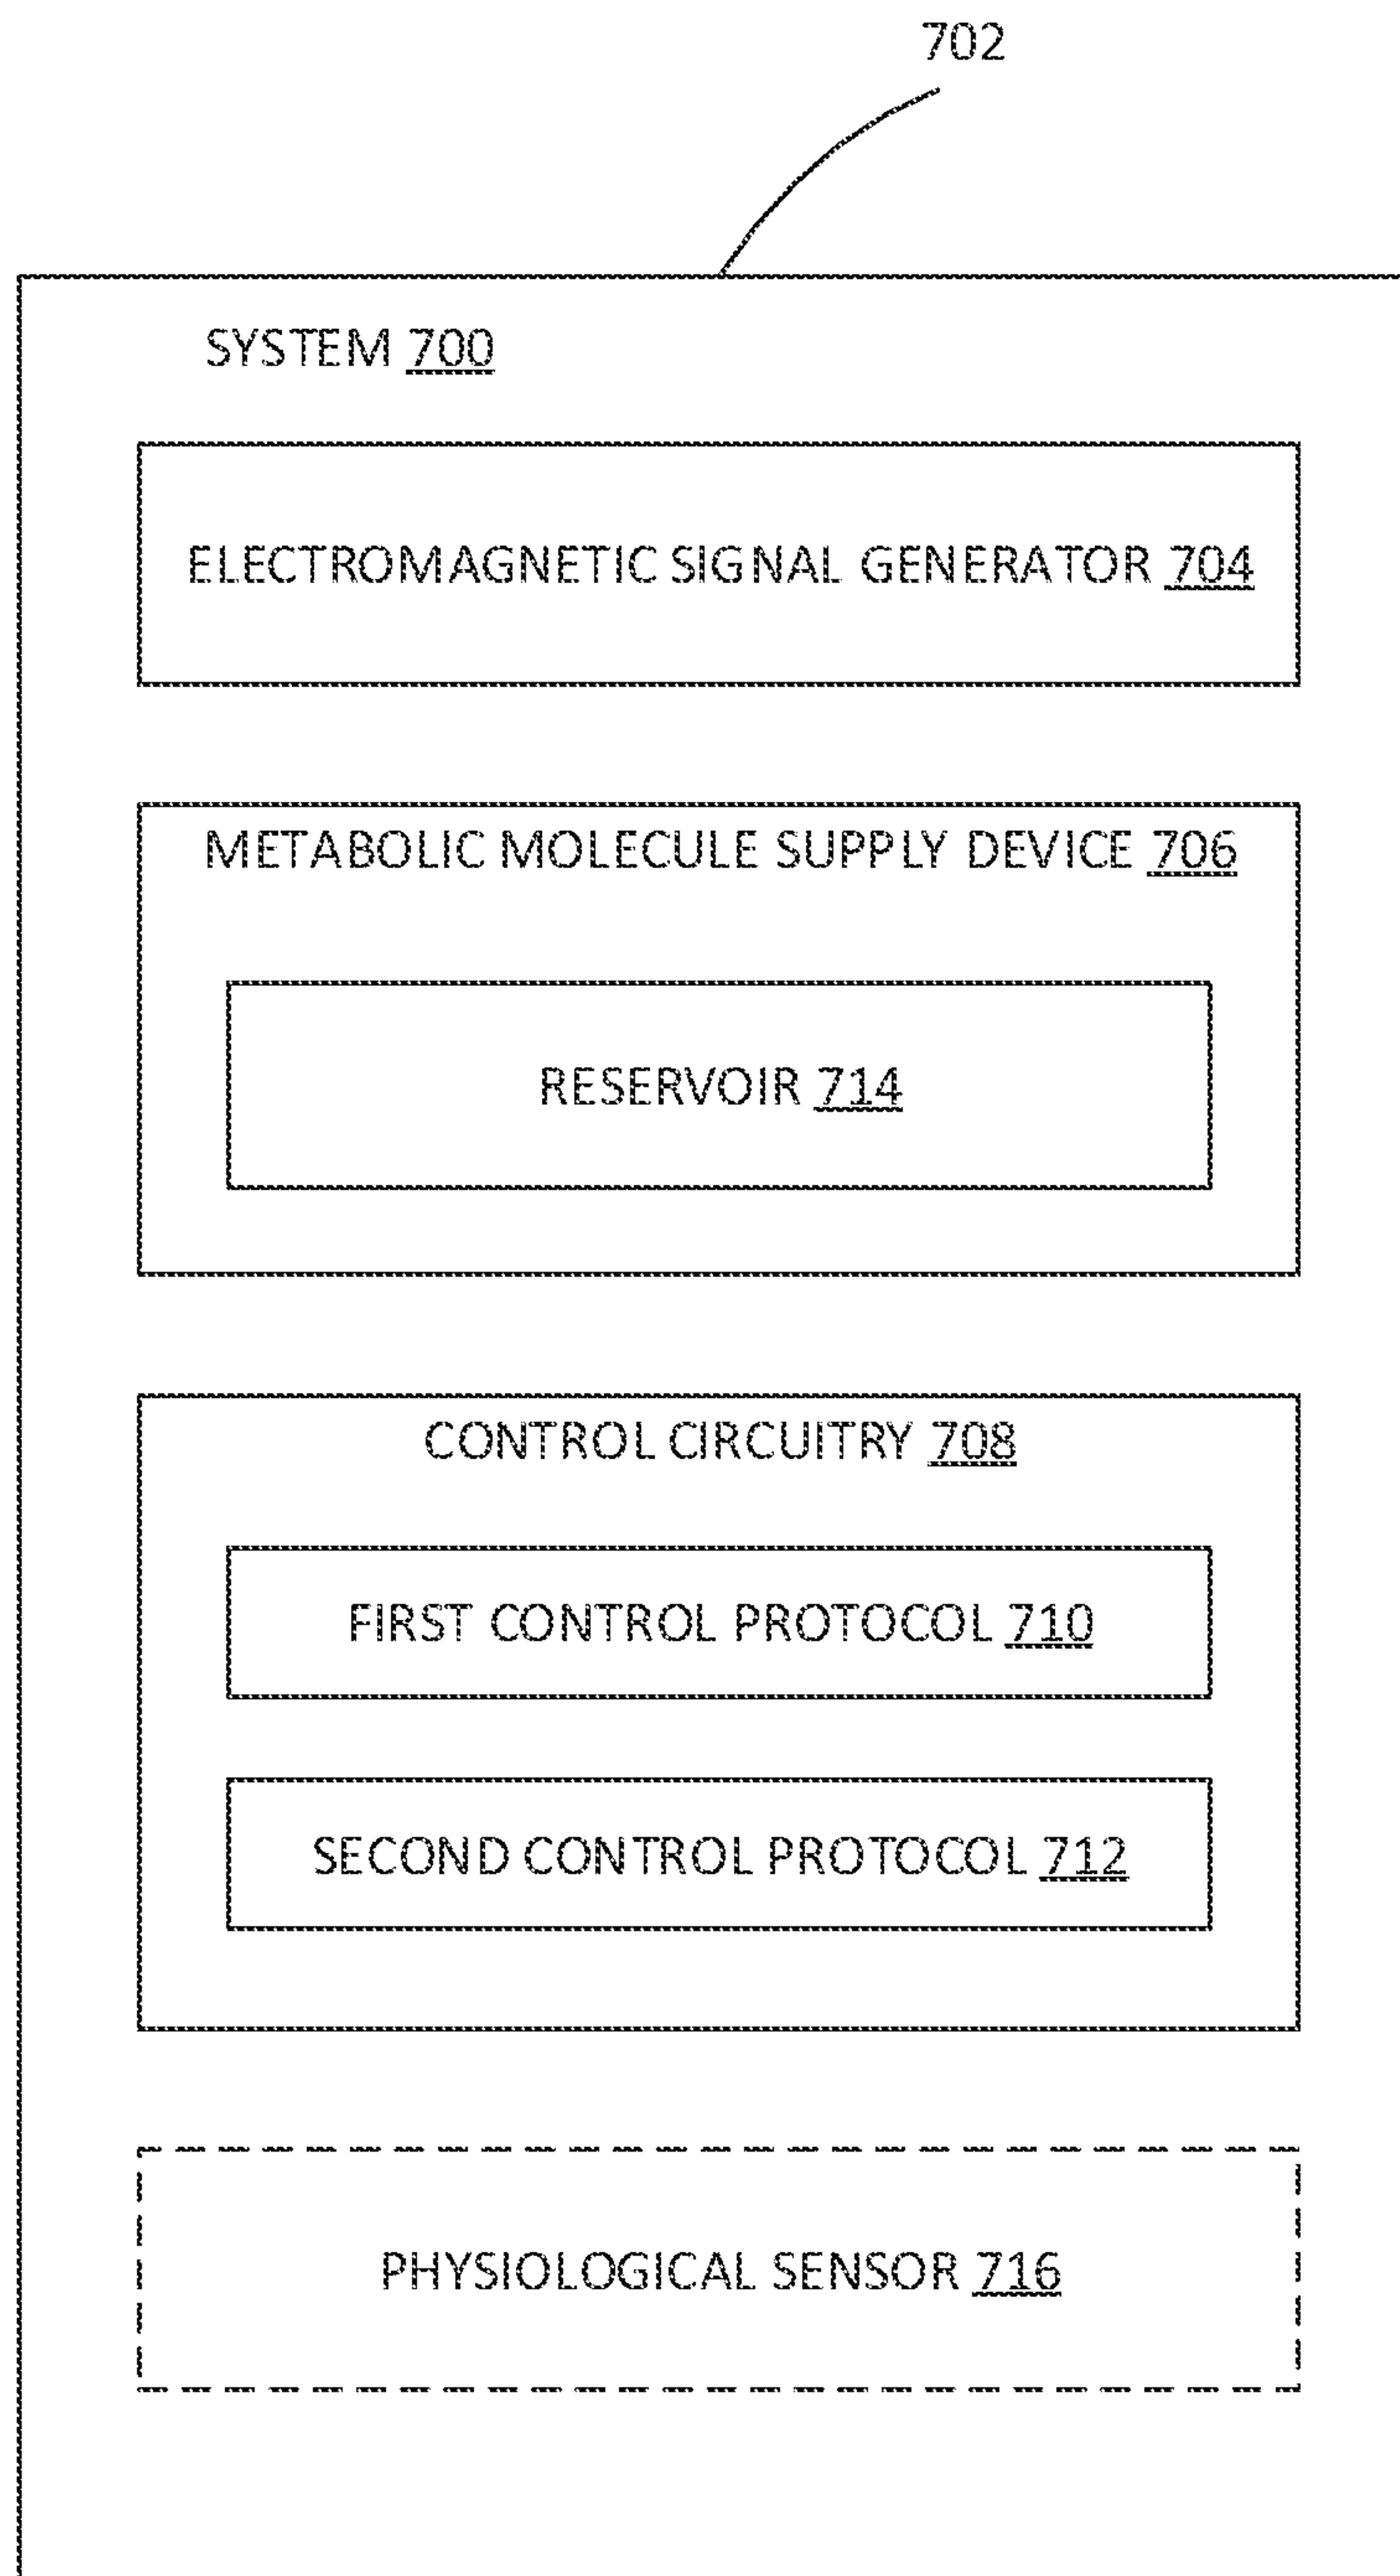 702
SYSTEM 700
ELECTROMAGNETIC SIGNAL GENERATOR 704
METABOLIC MOLECULE SUPPLY DEVICE 706
RESERVOIR 714
CONTROL CIRCUITRY 708
FIRST CONTROL PROTOCOL 710
SECOND CONTROL PROTOCOL 712
PHYSIOLOGICAL SENSOR 716